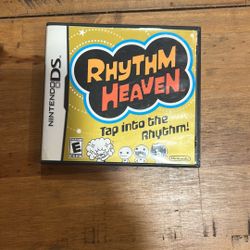 NINTENDO DS
RHYTHM
HEAVEN
Tap into the
Rhythm!
E
Nintendo